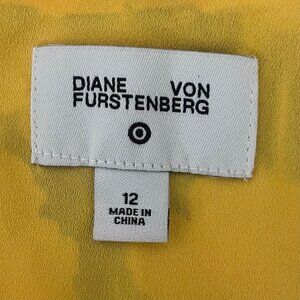 DIANE VON
FURSTENBERG
12
MADE IN
CHINA